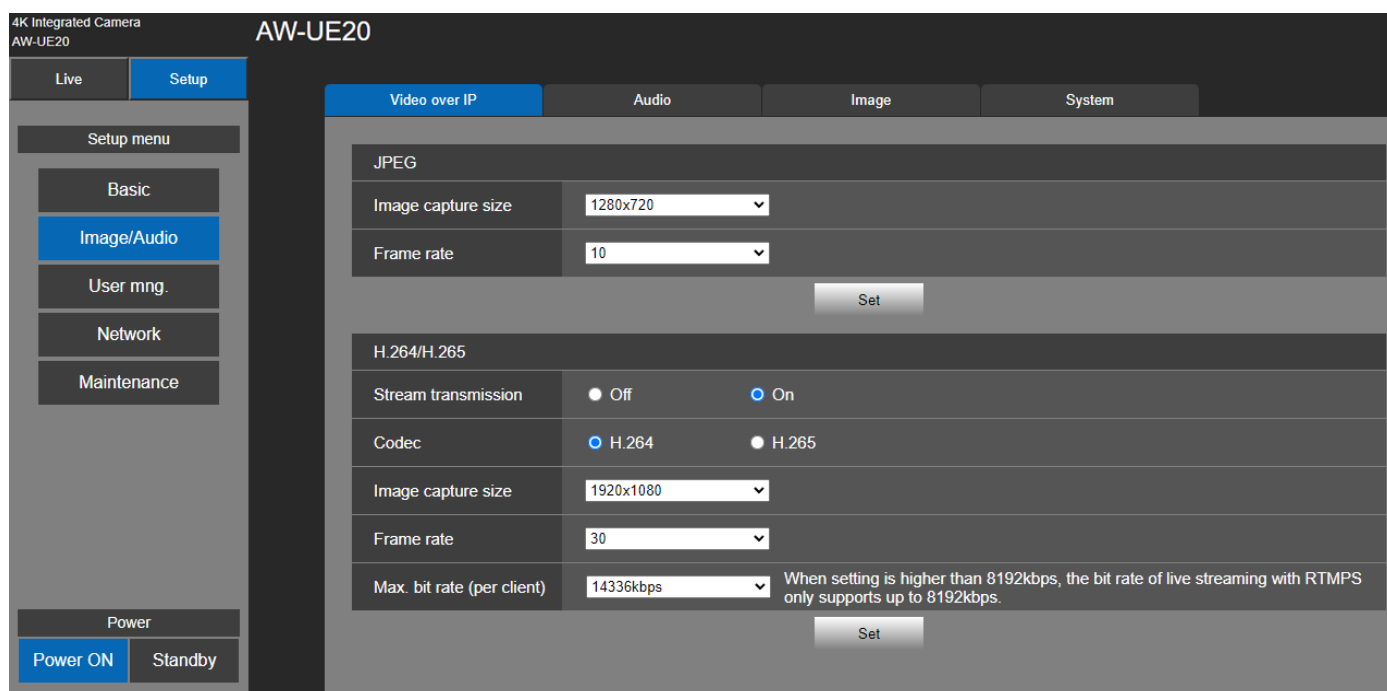 4K Integrated Camera
AW-UE20
AW-UE20
Live
Setup
Setup menu
Basic
Image/Audio
User mng.
Network
Maintenance
Power
Power ON
Standby
Video over IP
Audio
Image
System
JPEG
Image capture size
1280x720
Frame rate
10
Set
H.264/H.265
Stream transmission
Off
On
Codec
H.264
H.265
Image capture size
1920x1080
Frame rate
30
Max. bit rate (per client)
14336kbps
When setting is higher than 8192kbps, the bit rate of live streaming with RTMPS
only supports up to 8192kbps.
Set